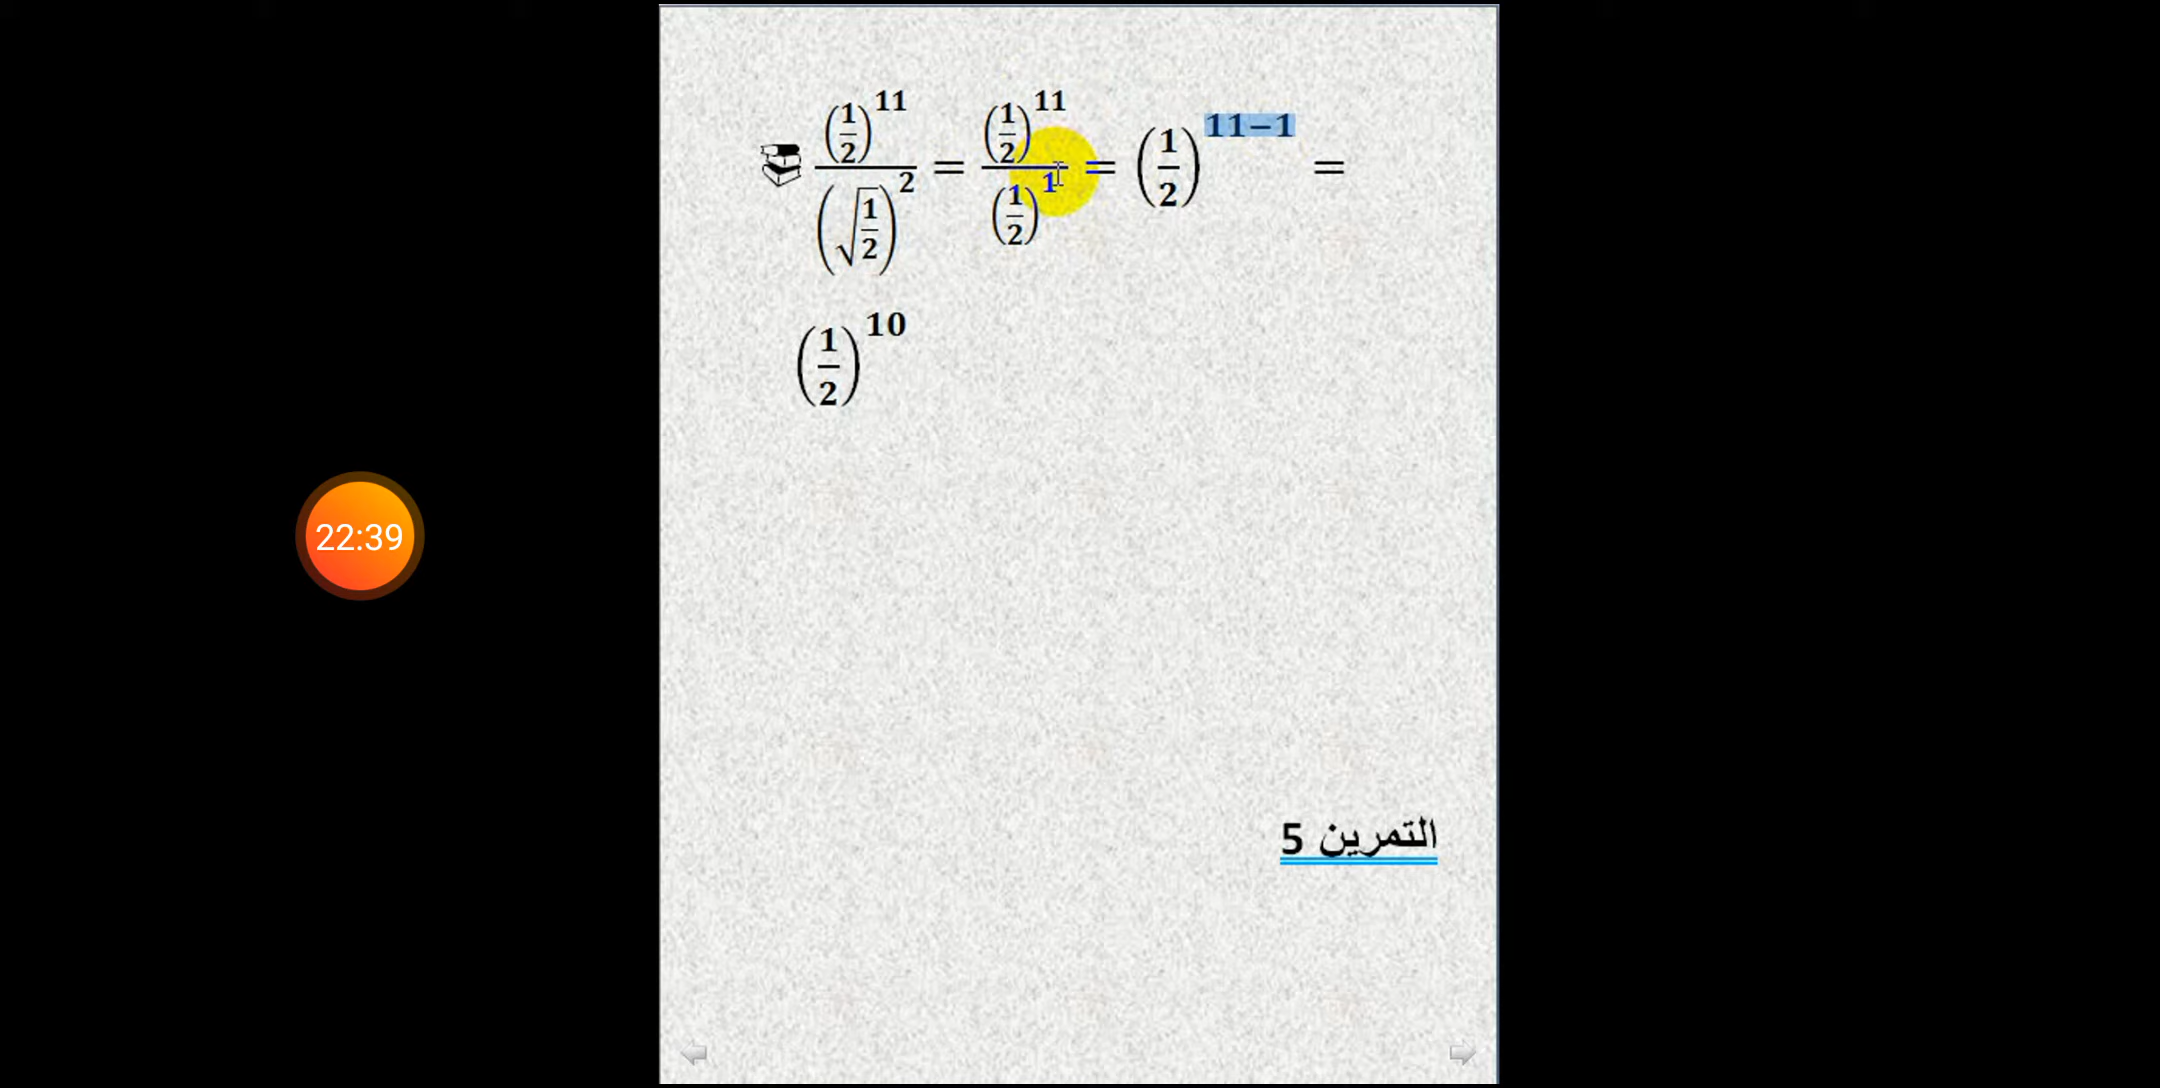 (1/2)^11 / (√(1/2))^2 = (1/2)^11 / (1/2)^1 = (1/2)^(11−1) =
(1/2)^10
22:39
التمرين 5